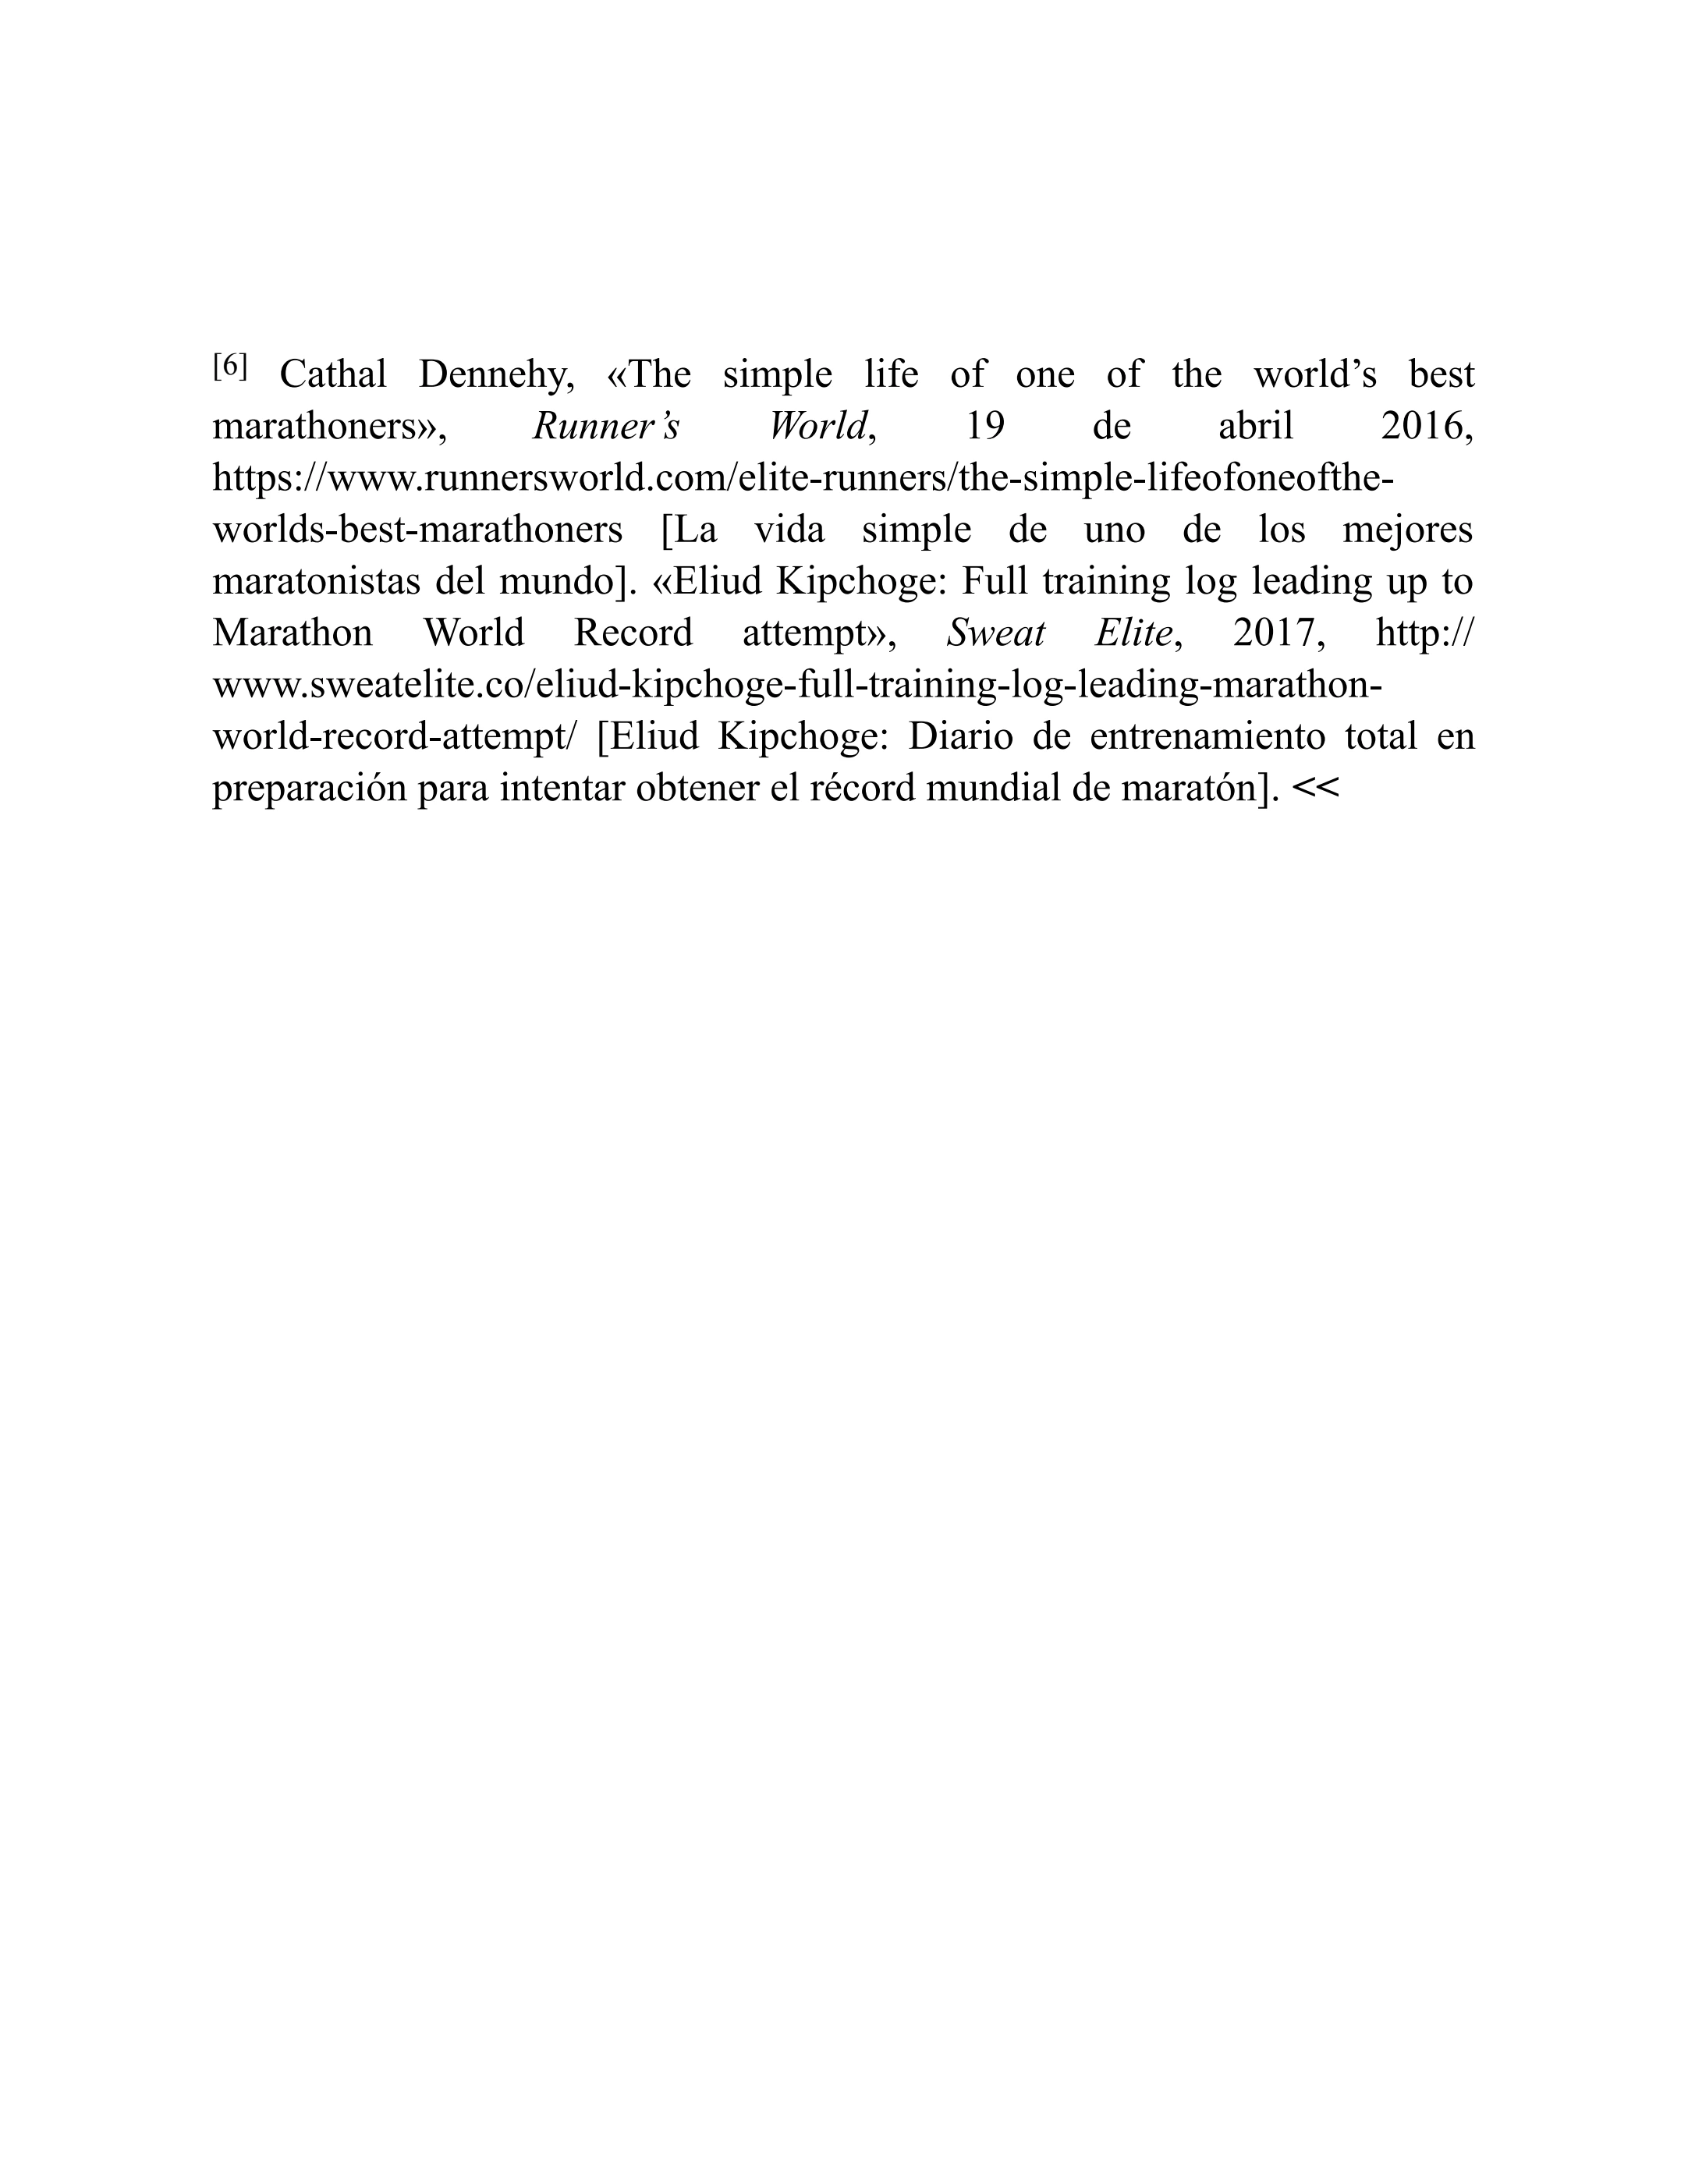 [6] Cathal Dennehy, «The simple life of one of the world’s best
marathoners», Runner’s World, 19 de abril 2016,
https://www.runnersworld.com/elite-runners/the-simple-lifeofoneofthe-
worlds-best-marathoners [La vida simple de uno de los mejores
maratonistas del mundo]. «Eliud Kipchoge: Full training log leading up to
Marathon World Record attempt», Sweat Elite, 2017, http://
www.sweatelite.co/eliud-kipchoge-full-training-log-leading-marathon-
world-record-attempt/ [Eliud Kipchoge: Diario de entrenamiento total en
preparación para intentar obtener el récord mundial de maratón]. <<